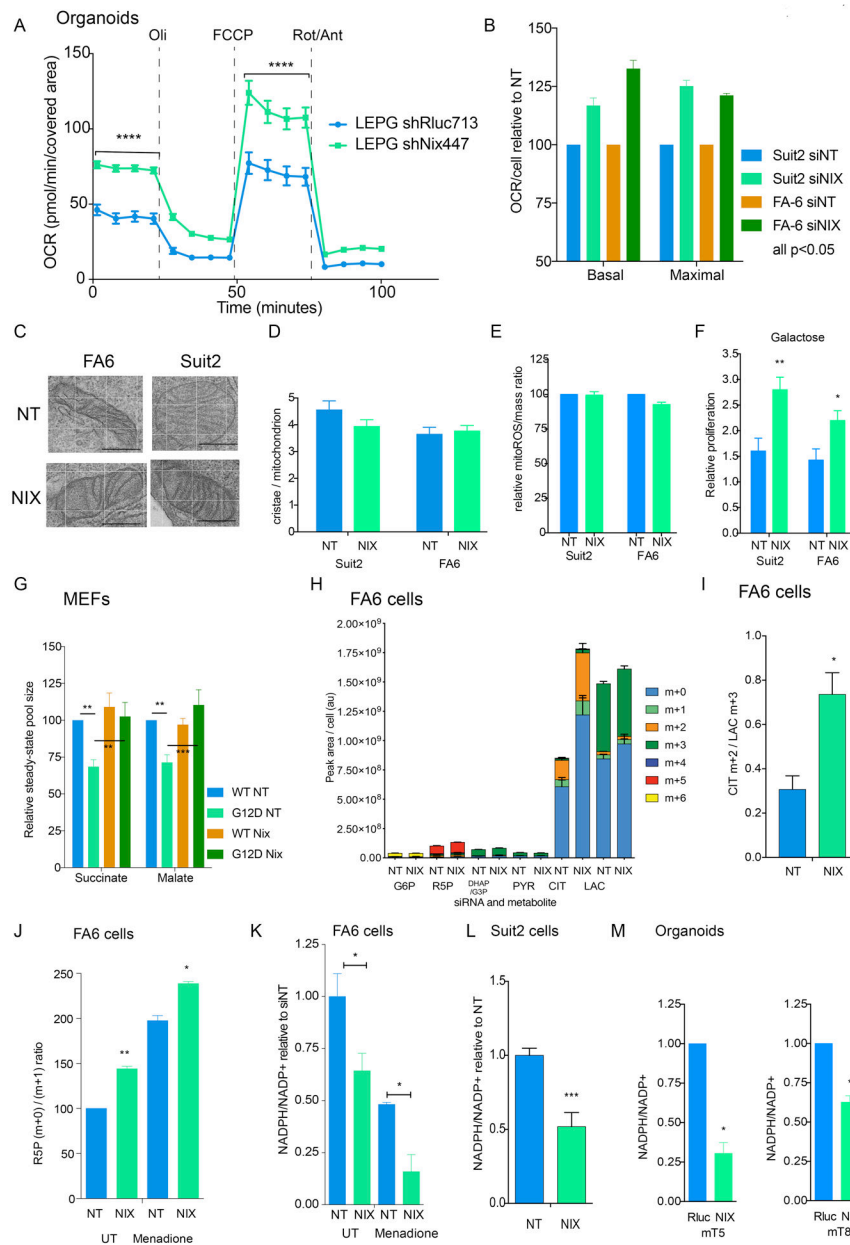 A
Organoids
Oli
FCCP
Rot/Ant
150
100
50
0
OCR (pmol/min/covered area)
****
****
LEPG shRluc713
LEPG shNix447
0
50
100
Time (minutes)
B
150
125
100
75
50
OCR/cell relative to NT
Basal
Maximal
Suit2 siNT
Suit2 siNIX
FA-6 siNT
FA-6 siNIX
all p<0.05
C
FA6
Suit2
NT
NIX
D
5
4
3
2
1
0
cristae / mitochondrion
NT NIX NT NIX
Suit2 FA6
E
125
100
75
50
25
0
relative mitoROS/mass ratio
NT NIX NT NIX
Suit2 FA6
F
Galactose
3.5
3.0
2.5
2.0
1.5
1.0
0.5
0.0
Relative proliferation
**
*
NT NIX NT NIX
Suit2 FA6
G
MEFs
150
125
100
75
50
25
0
Relative steady-state pool size
**
**
**
***
Succinate Malate
WT NT
G12D NT
WT Nix
G12D Nix
H
FA6 cells
2.00×10⁹
1.75×10⁹
1.50×10⁹
1.25×10⁹
1.00×10⁹
7.50×10⁸
5.00×10⁸
2.50×10⁸
0.00
Peak area / cell (au)
m+0
m+1
m+2
m+3
m+4
m+5
m+6
NT NIX NT NIX NT NIX NT NIX NT NIX NT NIX
G6P R5P DHAP/G3P PYR CIT LAC
siRNA and metabolite
I
FA6 cells
1.0
0.8
0.6
0.4
0.2
0.0
CIT m+2 / LAC m+3
*
NT NIX
J
FA6 cells
250
200
150
100
50
0
R5P (m+0) / (m+1) ratio
**
*
NT NIX NT NIX
UT Menadione
K
FA6 cells
1.25
1.00
0.75
0.50
0.25
0.00
NADPH/NADP+ relative to siNT
*
*
NT NIX NT NIX
UT Menadione
L
Suit2 cells
1.5
1.0
0.5
0.0
NADPH/NADP+ relative to NT
***
NT NIX
M
Organoids
1.25
1.00
0.75
0.50
0.25
0.00
NADPH/NADP+
*
Rluc NIX
mT5
1.25
1.00
0.75
0.50
0.25
0.00
NADPH/NADP+
Rluc
mT8